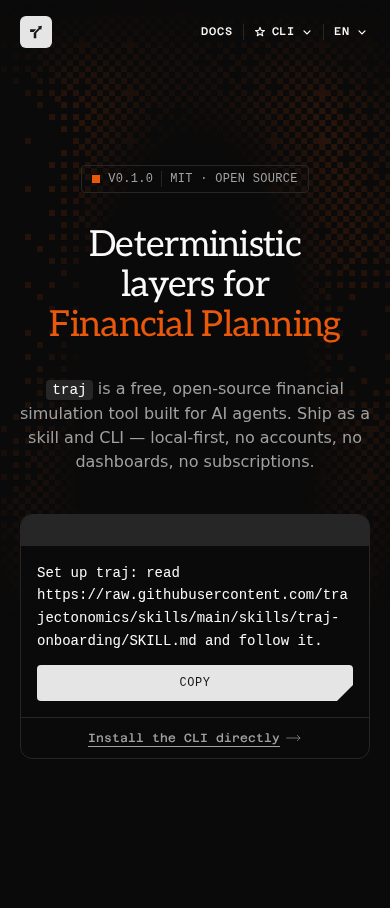 DOCS
CLI
EN
V0.1.0
MIT · OPEN SOURCE
Deterministic
layers for
Financial Planning
traj is a free, open-source financial
simulation tool built for AI agents. Ship as a
skill and CLI — local-first, no accounts, no
dashboards, no subscriptions.
Set up traj: read
https://raw.githubusercontent.com/tra
jectonomics/skills/main/skills/traj-
onboarding/SKILL.md and follow it.
COPY
Install the CLI directly